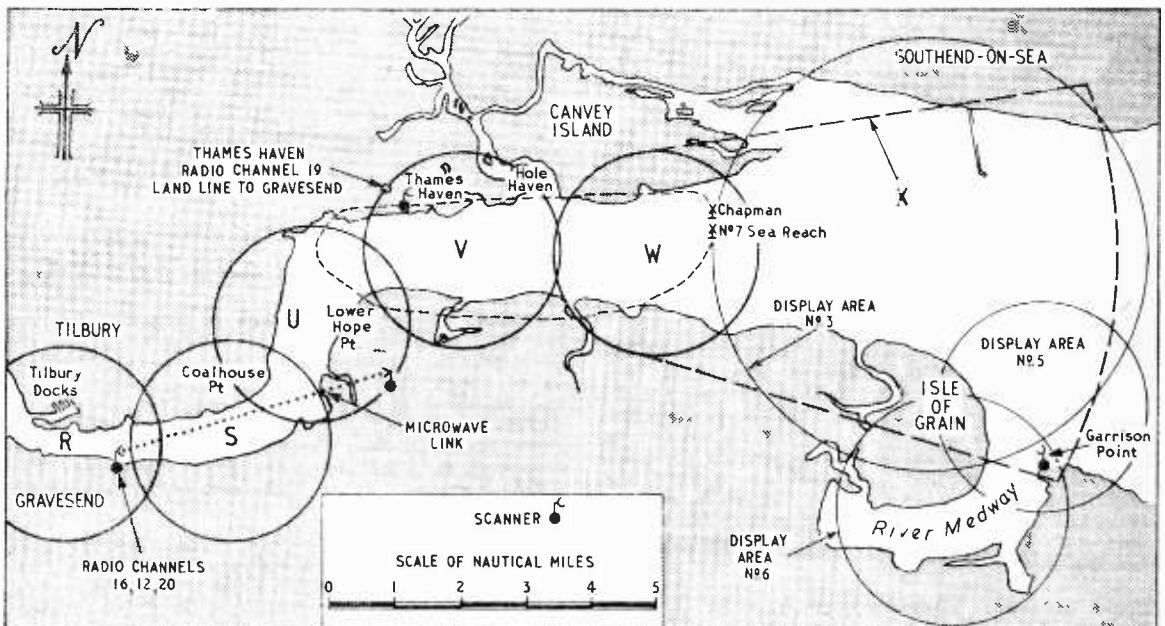 N
SOUTHEND-ON-SEA
CANVEY
ISLAND
THAMES HAVEN
RADIO CHANNEL 19
LAND LINE TO GRAVESEND
Thames
Haven
Hole
Haven
X
Chapman
Nº7 Sea Reach
V
W
U
Lower
Hope
Pt
DISPLAY AREA
Nº3
TILBURY
Tilbury
Docks
Coalhouse
Pt
DISPLAY AREA
Nº.5
ISLE
OF
GRAIN
MICROWAVE
LINK
R
S
Garrison
Point
GRAVESEND
SCANNER
River Medway
DISPLAY
AREA
Nº6
RADIO CHANNELS
16, 12, 20
SCALE OF NAUTICAL MILES
0 1 2 3 4 5